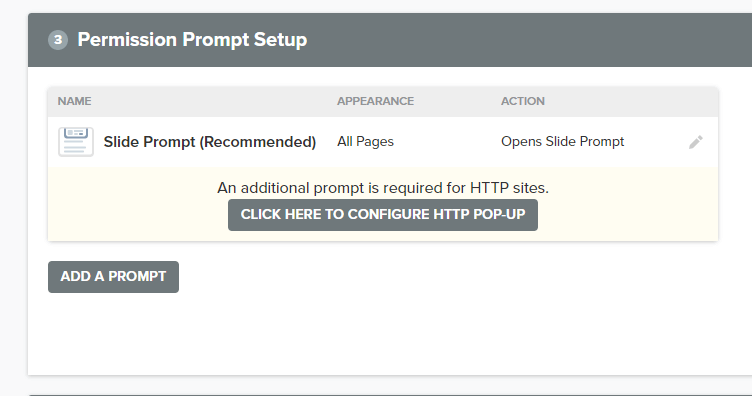 3 Permission Prompt Setup
NAME APPEARANCE ACTION
Slide Prompt (Recommended) All Pages Opens Slide Prompt
An additional prompt is required for HTTP sites.
CLICK HERE TO CONFIGURE HTTP POP-UP
ADD A PROMPT